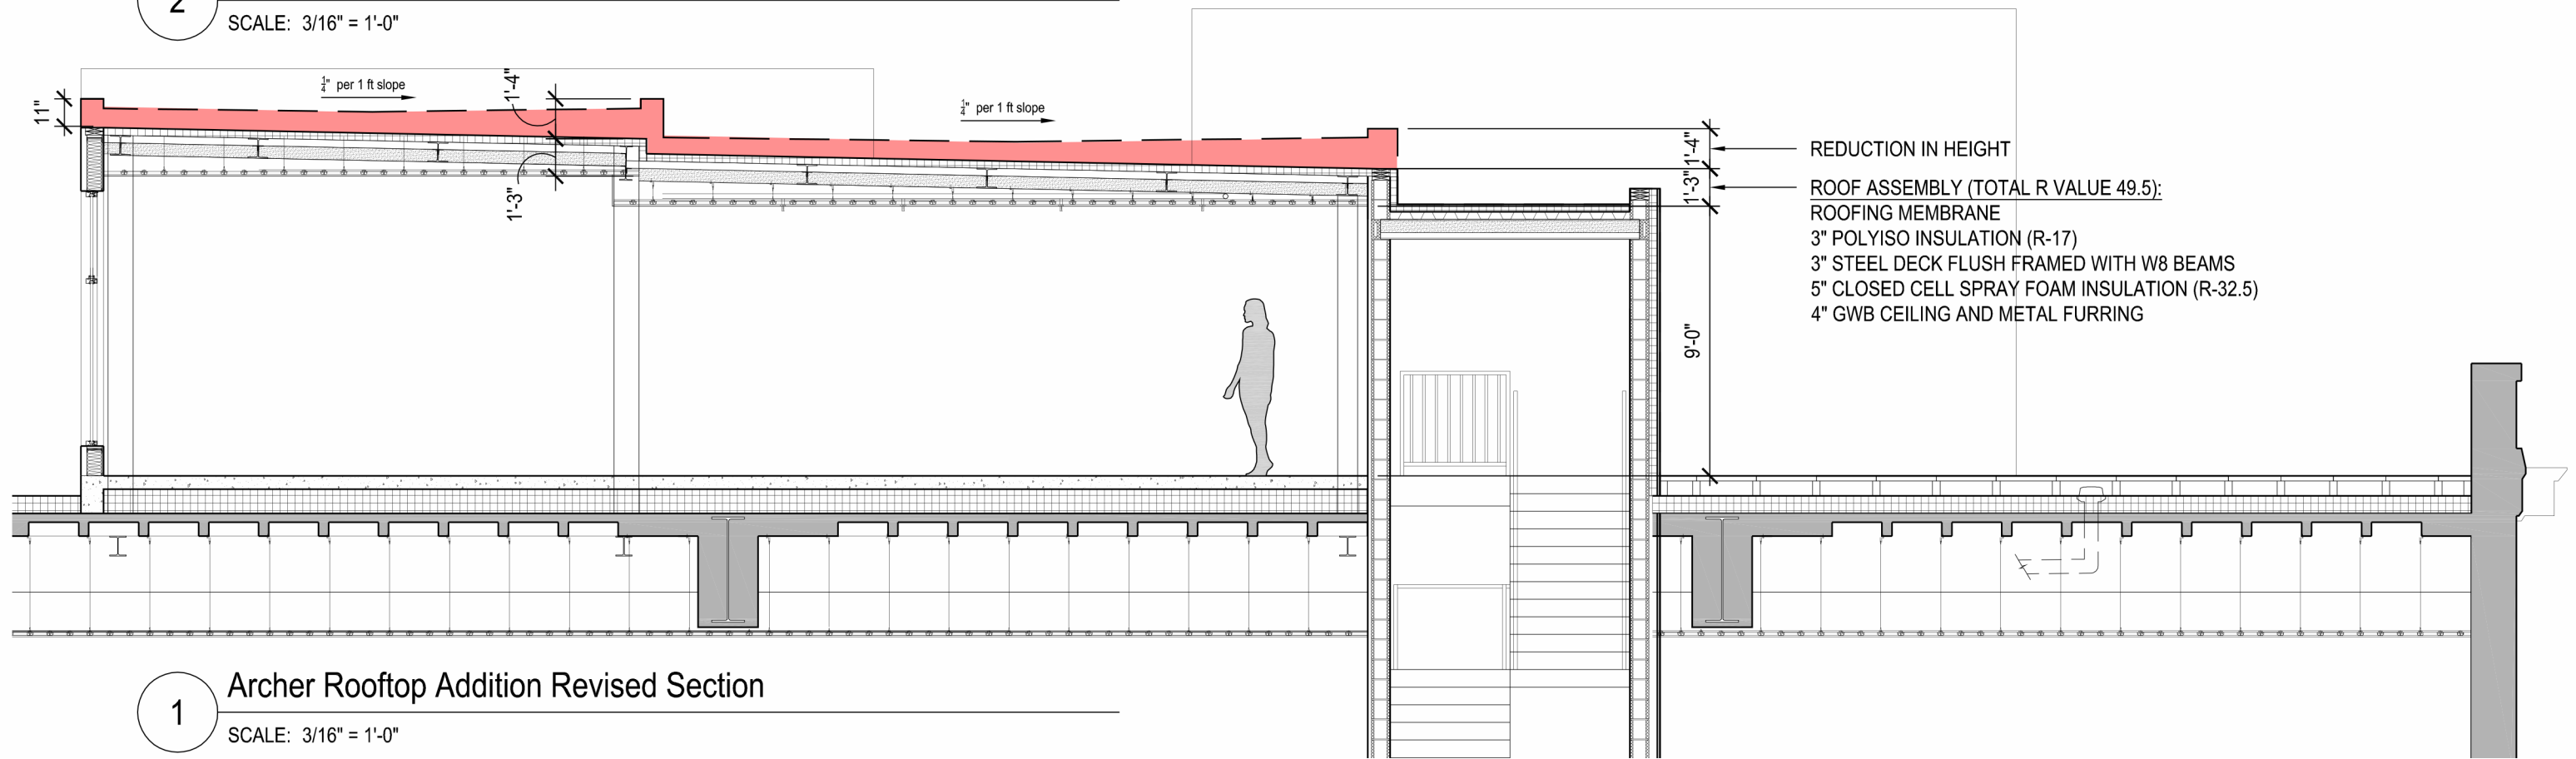 2
SCALE: 3/16" = 1'-0"
11"
1/4" per 1 ft slope
1'-4"
1'-3"
1/4" per 1 ft slope
1'-4"
1'-3"
9'-0"
REDUCTION IN HEIGHT
ROOF ASSEMBLY (TOTAL R VALUE 49.5):
ROOFING MEMBRANE
3" POLYISO INSULATION (R-17)
3" STEEL DECK FLUSH FRAMED WITH W8 BEAMS
5" CLOSED CELL SPRAY FOAM INSULATION (R-32.5)
4" GWB CEILING AND METAL FURRING
1
Archer Rooftop Addition Revised Section
SCALE: 3/16" = 1'-0"